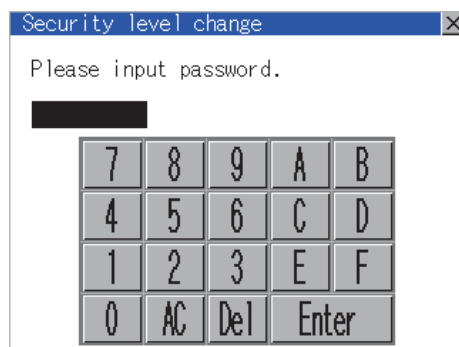 Security level change ×
Please input password.
7 8 9 A B
4 5 6 C D
1 2 3 E F
0 AC Del Enter